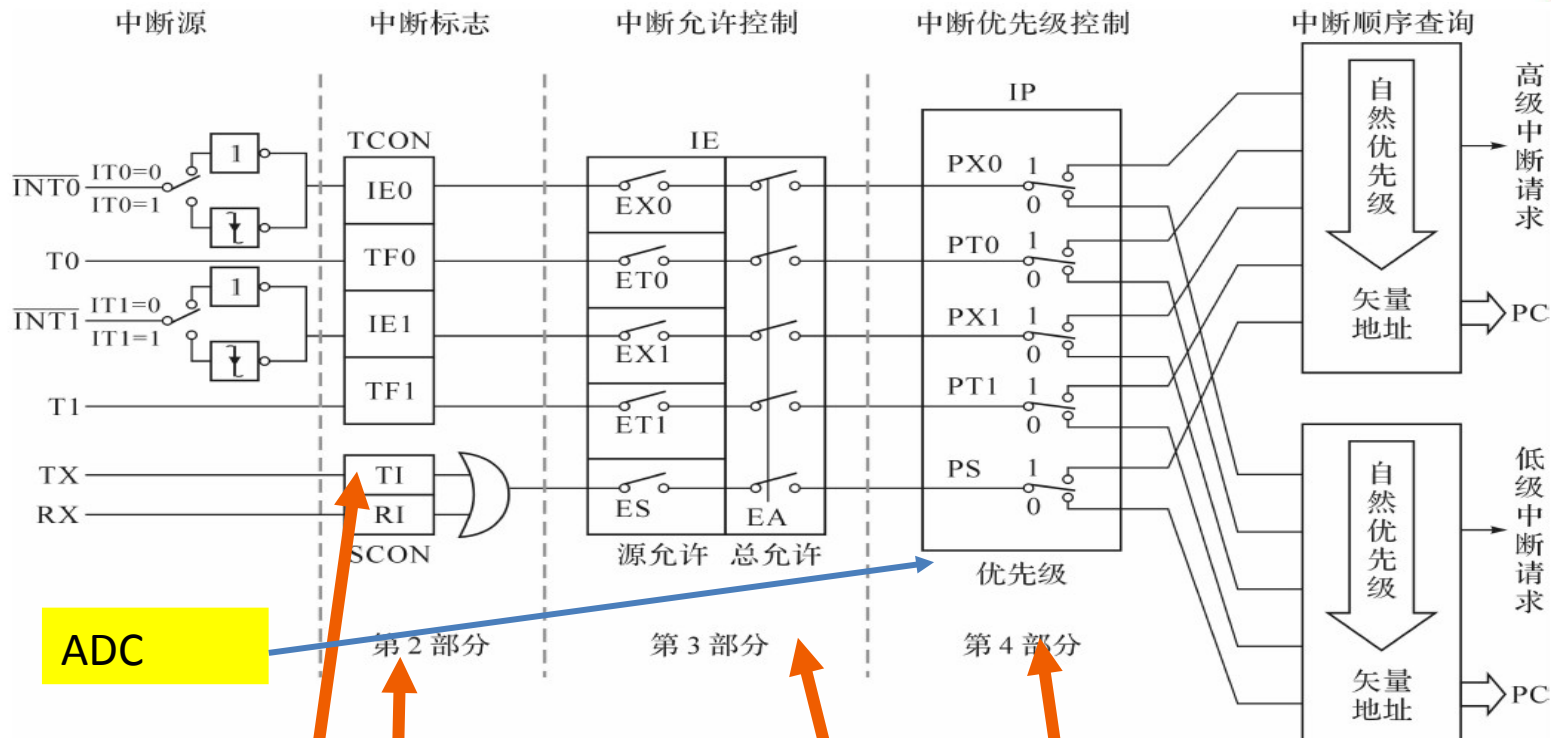 中断源 中断标志 中断允许控制 中断优先级控制 中断顺序查询
TCON IE IP
INT0 IT0=0 1
IT0=1
IE0 EX0 PX0 1 0
T0 TF0 ET0 PT0 1 0
INT1 IT1=0 1
IT1=1
IE1 EX1 PX1 1 0
T1 TF1 ET1 PT1 1 0
TX TI
RX RI
SCON
ES EA PS 1 0
源允许 总允许 优先级
自然优先级
矢量
地址
高级中断请求
PC
自然优先级
矢量
地址
低级中断请求
PC
ADC
第2部分 第3部分 第4部分